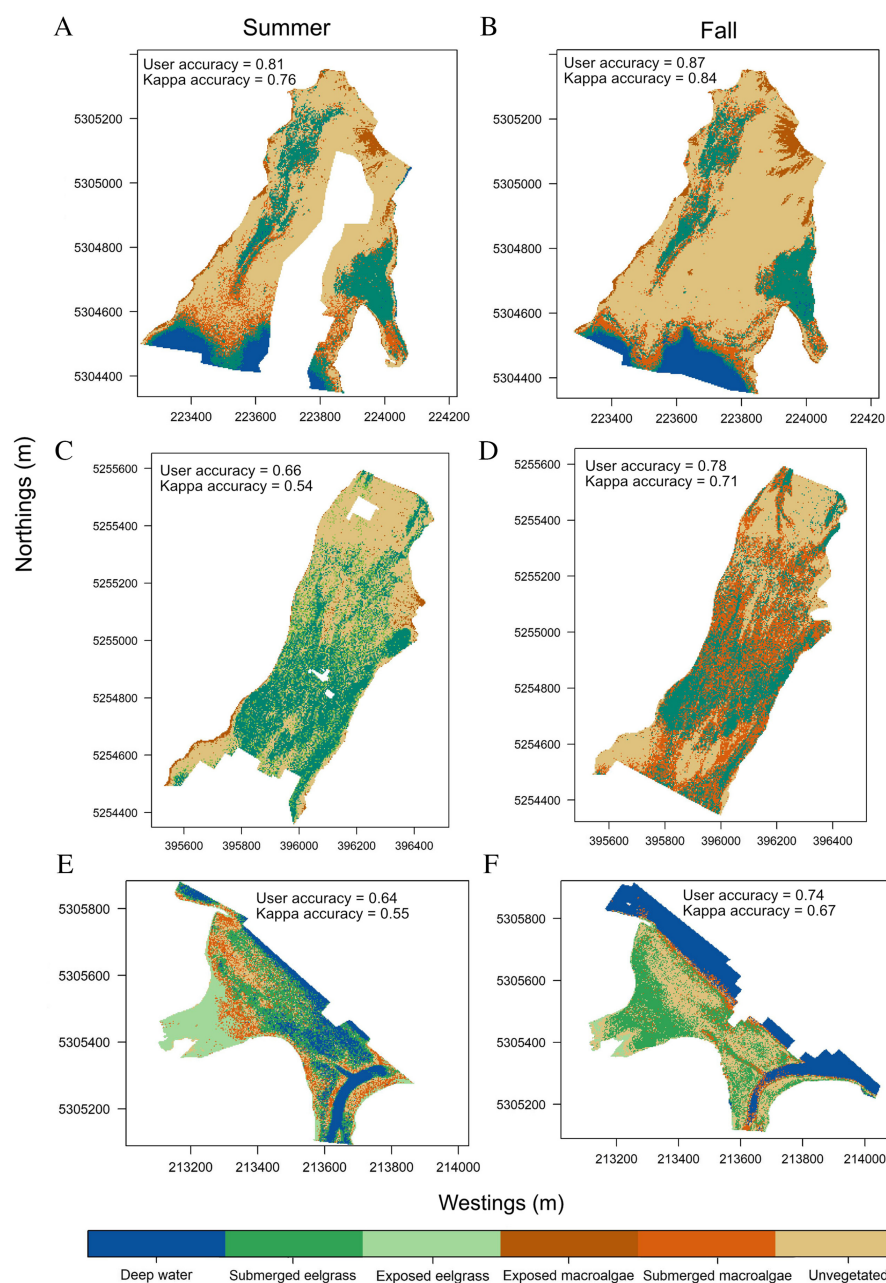 Summer
Fall
A
User accuracy = 0.81
Kappa accuracy = 0.76
5305200
5305000
5304800
5304600
5304400
223400
223600
223800
224000
224200
B
User accuracy = 0.87
Kappa accuracy = 0.84
5305200
5305000
5304800
5304600
5304400
223400
223600
223800
224000
224200
C
User accuracy = 0.66
Kappa accuracy = 0.54
5255600
5255400
5255200
5255000
5254800
5254600
5254400
395600
395800
396000
396200
396400
D
User accuracy = 0.78
Kappa accuracy = 0.71
5255600
5255400
5255200
5255000
5254800
5254600
5254400
395600
395800
396000
396200
396400
Northings (m)
E
User accuracy = 0.64
Kappa accuracy = 0.55
5305800
5305600
5305400
5305200
213200
213400
213600
213800
214000
F
User accuracy = 0.74
Kappa accuracy = 0.67
5305800
5305600
5305400
5305200
213200
213400
213600
213800
214000
Westings (m)
Deep water
Submerged eelgrass
Exposed eelgrass
Exposed macroalgae
Submerged macroalgae
Unvegetated